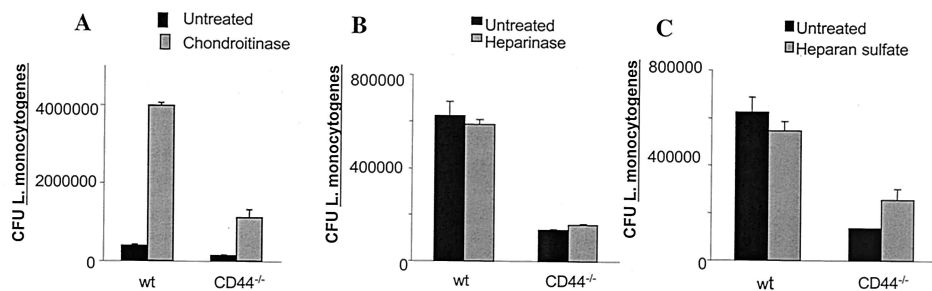 A
Untreated
Chondroitinase
CFU L. monocytogenes
4000000
2000000
0
wt
CD44-/-
B
Untreated
Heparinase
CFU L. monocytogenes
800000
400000
0
wt
CD44-/-
C
Untreated
Heparan sulfate
CFU L. monocytogenes
800000
400000
0
wt
CD44-/-